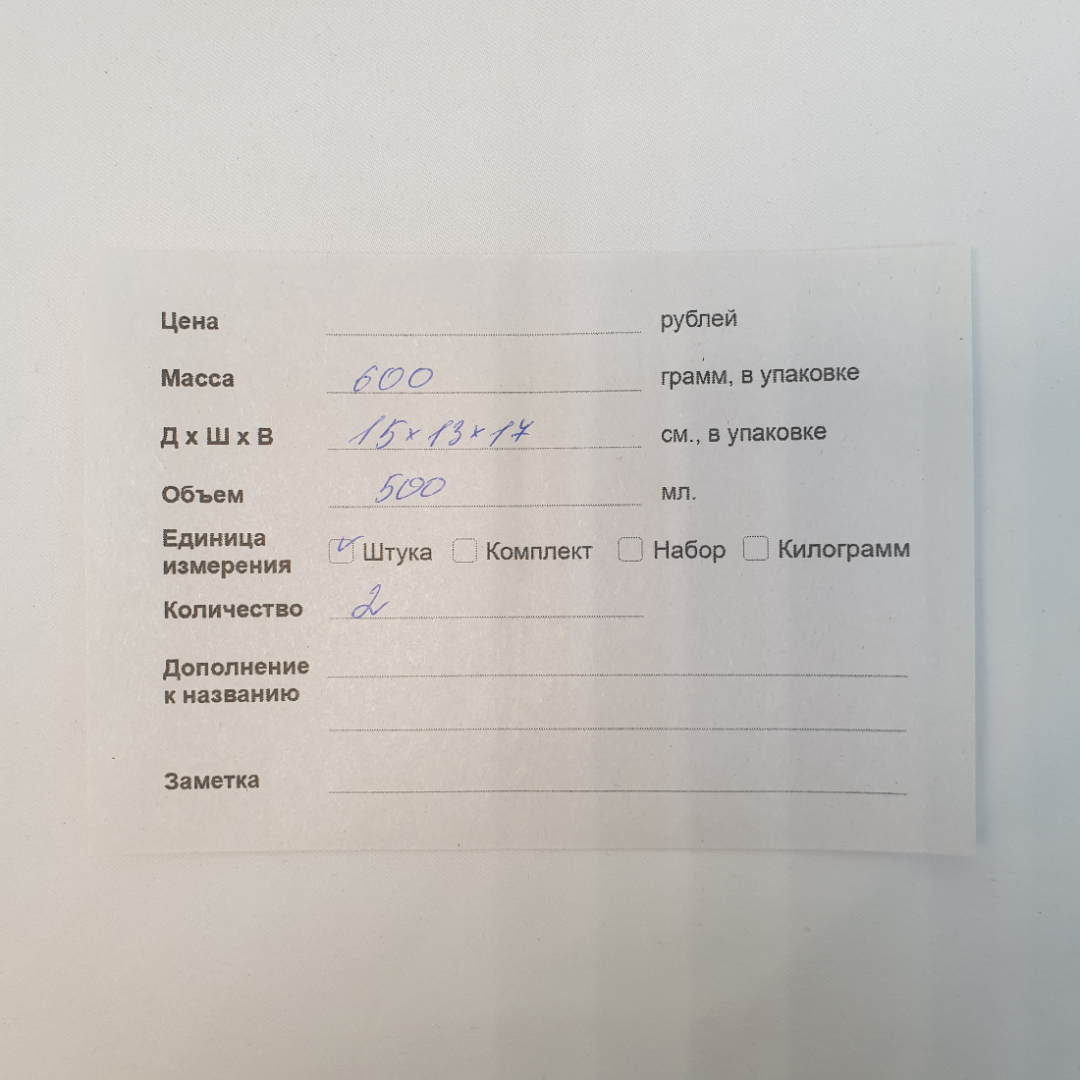 Цена рублей
Масса 600 грамм, в упаковке
Д х Ш х В 15×13×17 см., в упаковке
Объем 500 мл.
Единица
измерения Штука Комплект Набор Килограмм
Количество 2
Дополнение
к названию
Заметка